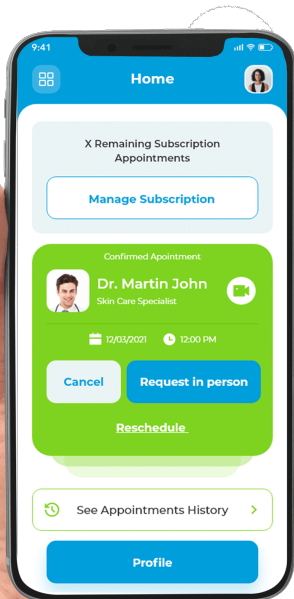 9:41
Home
X Remaining Subscription
Appointments
Manage Subscription
Confirmed Apointment
Dr. Martin John
Skin Care Specialist
12/03/2021 12:00 PM
Cancel Request in person
Reschedule
See Appointments History
Profile